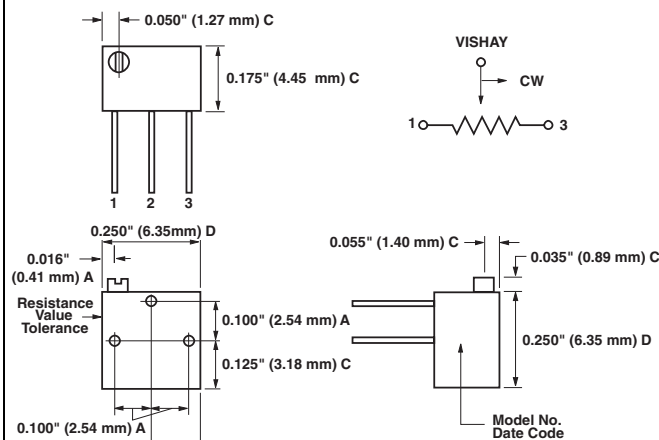 0.050" (1.27 mm) C
0.175" (4.45 mm) C
1 2 3
VISHAY
CW
1 3
0.250" (6.35mm) D
0.016"
(0.41 mm) A
Resistance
Value
Tolerance
0.100" (2.54 mm) A
0.125" (3.18 mm) C
0.100" (2.54 mm) A
0.055" (1.40 mm) C
0.035" (0.89 mm) C
0.250" (6.35 mm) D
Model No.
Date Code